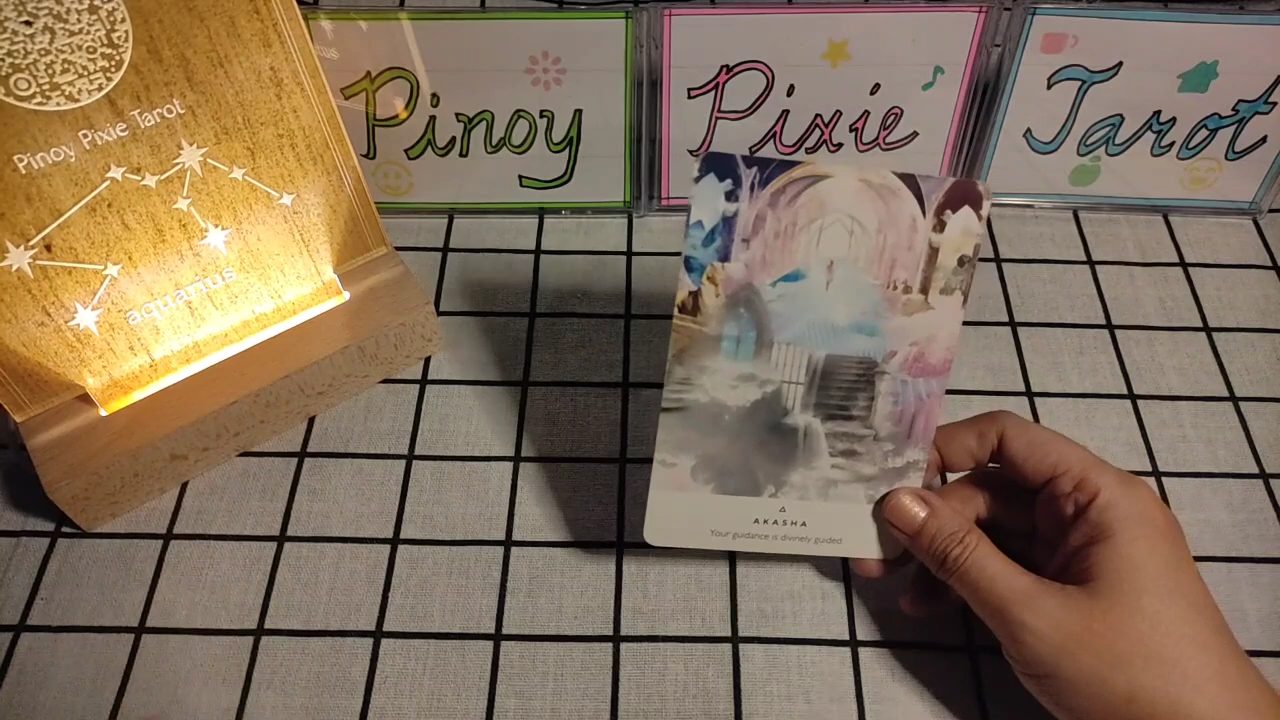 Pinoy Pixie Tarot
aquarius
Pinoy
Pixie
Tarot
AKASHA
Your guidance is divinely guided